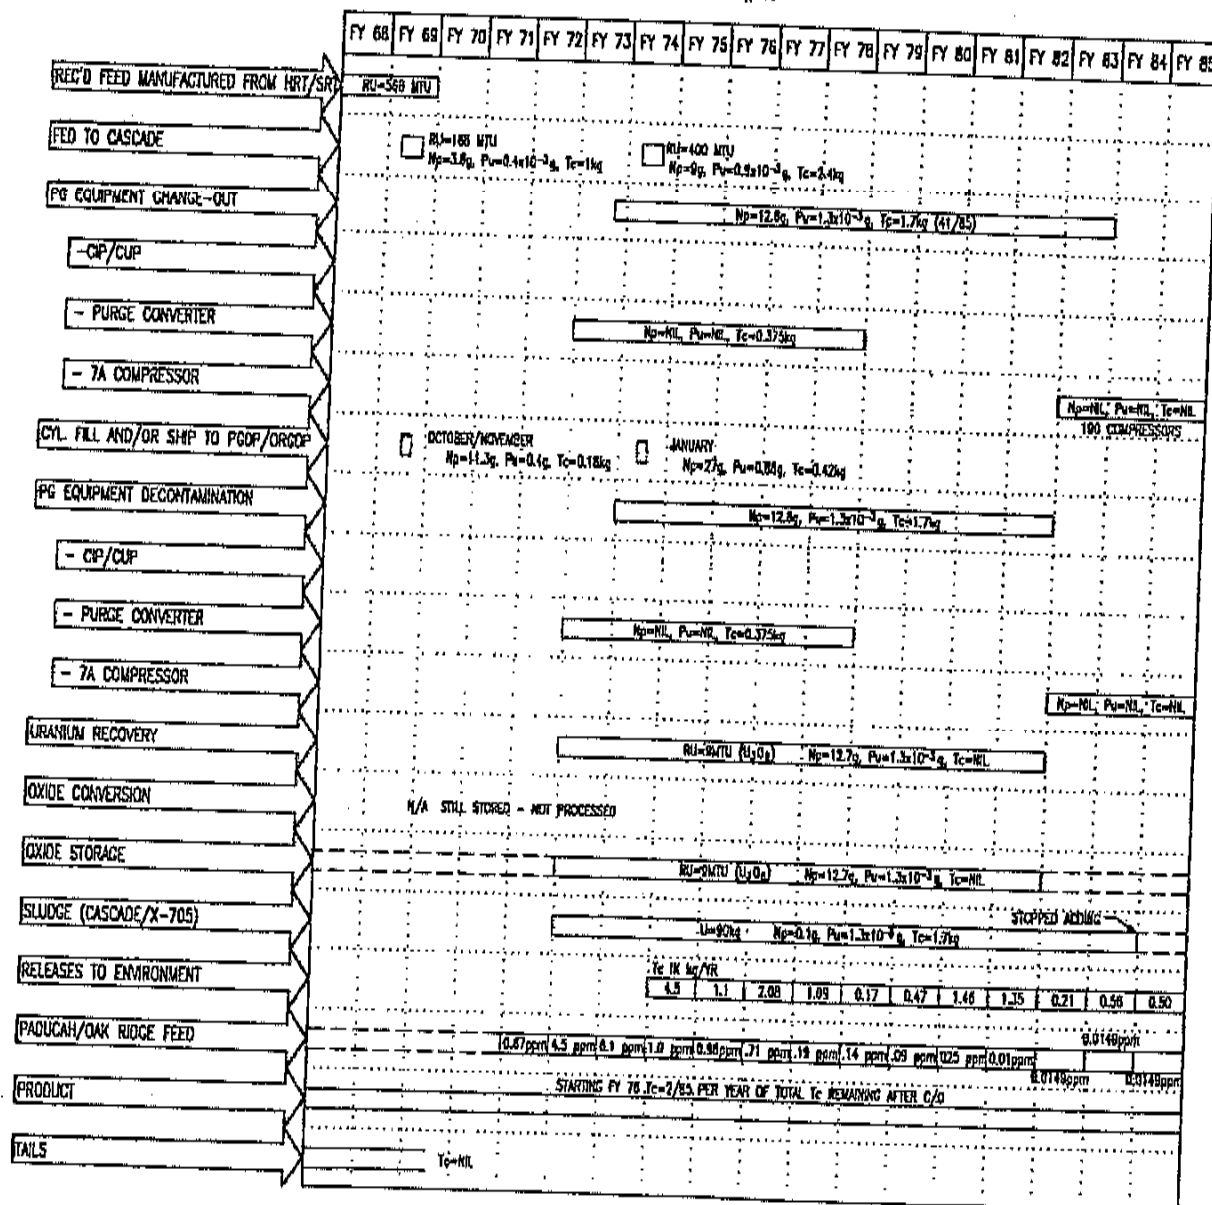 FY 68 FY 69 FY 70 FY 71 FY 72 FY 73 FY 74 FY 75 FY 76 FY 77 FY 78 FY 79 FY 80 FY 81 FY 82 FY 83 FY 84 FY 85
REC'D FEED MANUFACTURED FROM HRT/SRT
RU=568 MTU
FED TO CASCADE
RU=168 MTU
Np=3.8g, Pu=0.4x10⁻³g, Tc=1kg
RU=400 MTU
Np=9g, Pu=0.9x10⁻³g, Tc=2.4kg
PG EQUIPMENT CHANGE-OUT
Np=12.8g, Pu=1.3x10⁻³g, Tc=1.7kg (41/85)
-CIP/CUP
- PURGE CONVERTER
Np=NIL, Pu=NIL, Tc=0.375kg
- 7A COMPRESSOR
Np=NIL, Pu=NIL, Tc=NIL
190 COMPRESSORS
CYL. FILL AND/OR SHIP TO PGDP/ORGDP
OCTOBER/NOVEMBER
Np=11.3g, Pu=0.4g, Tc=0.18kg
JANUARY
Np=27g, Pu=0.88g, Tc=0.42kg
PG EQUIPMENT DECONTAMINATION
Np=12.8g, Pu=1.3x10⁻³g, Tc=1.7kg
- CIP/CUP
- PURGE CONVERTER
Np=NIL, Pu=NIL, Tc=0.375kg
- 7A COMPRESSOR
Np=NIL, Pu=NIL, Tc=NIL
URANIUM RECOVERY
RU=9MTU (U₃O₈) Np=12.7g, Pu=1.3x10⁻³g, Tc=NIL
OXIDE CONVERSION
N/A STILL STORED - NOT PROCESSED
OXIDE STORAGE
RU=9MTU (U₃O₈) Np=12.7g, Pu=1.3x10⁻³g, Tc=NIL
SLUDGE (CASCADE/X-705)
STOPPED ADDING
U=90kg Np=0.1g, Tc=1.7kg
RELEASES TO ENVIRONMENT
Tc IN kg/YR
4.5 1.1 2.08 1.09 0.17 0.47 1.46 1.35 0.21 0.56 0.50
PADUCAH/OAK RIDGE FEED
0.0149ppm
0.67ppm 4.5 ppm 6.1 ppm 1.0 ppm 0.98ppm .71 ppm .19 ppm .14 ppm .09 ppm 0.01ppm
0.0149ppm 0.0149ppm
PRODUCT
STARTING FY 76 Tc=2/85 PER YEAR OF TOTAL Tc REMAINING AFTER C/O
TAILS
Tc=NIL